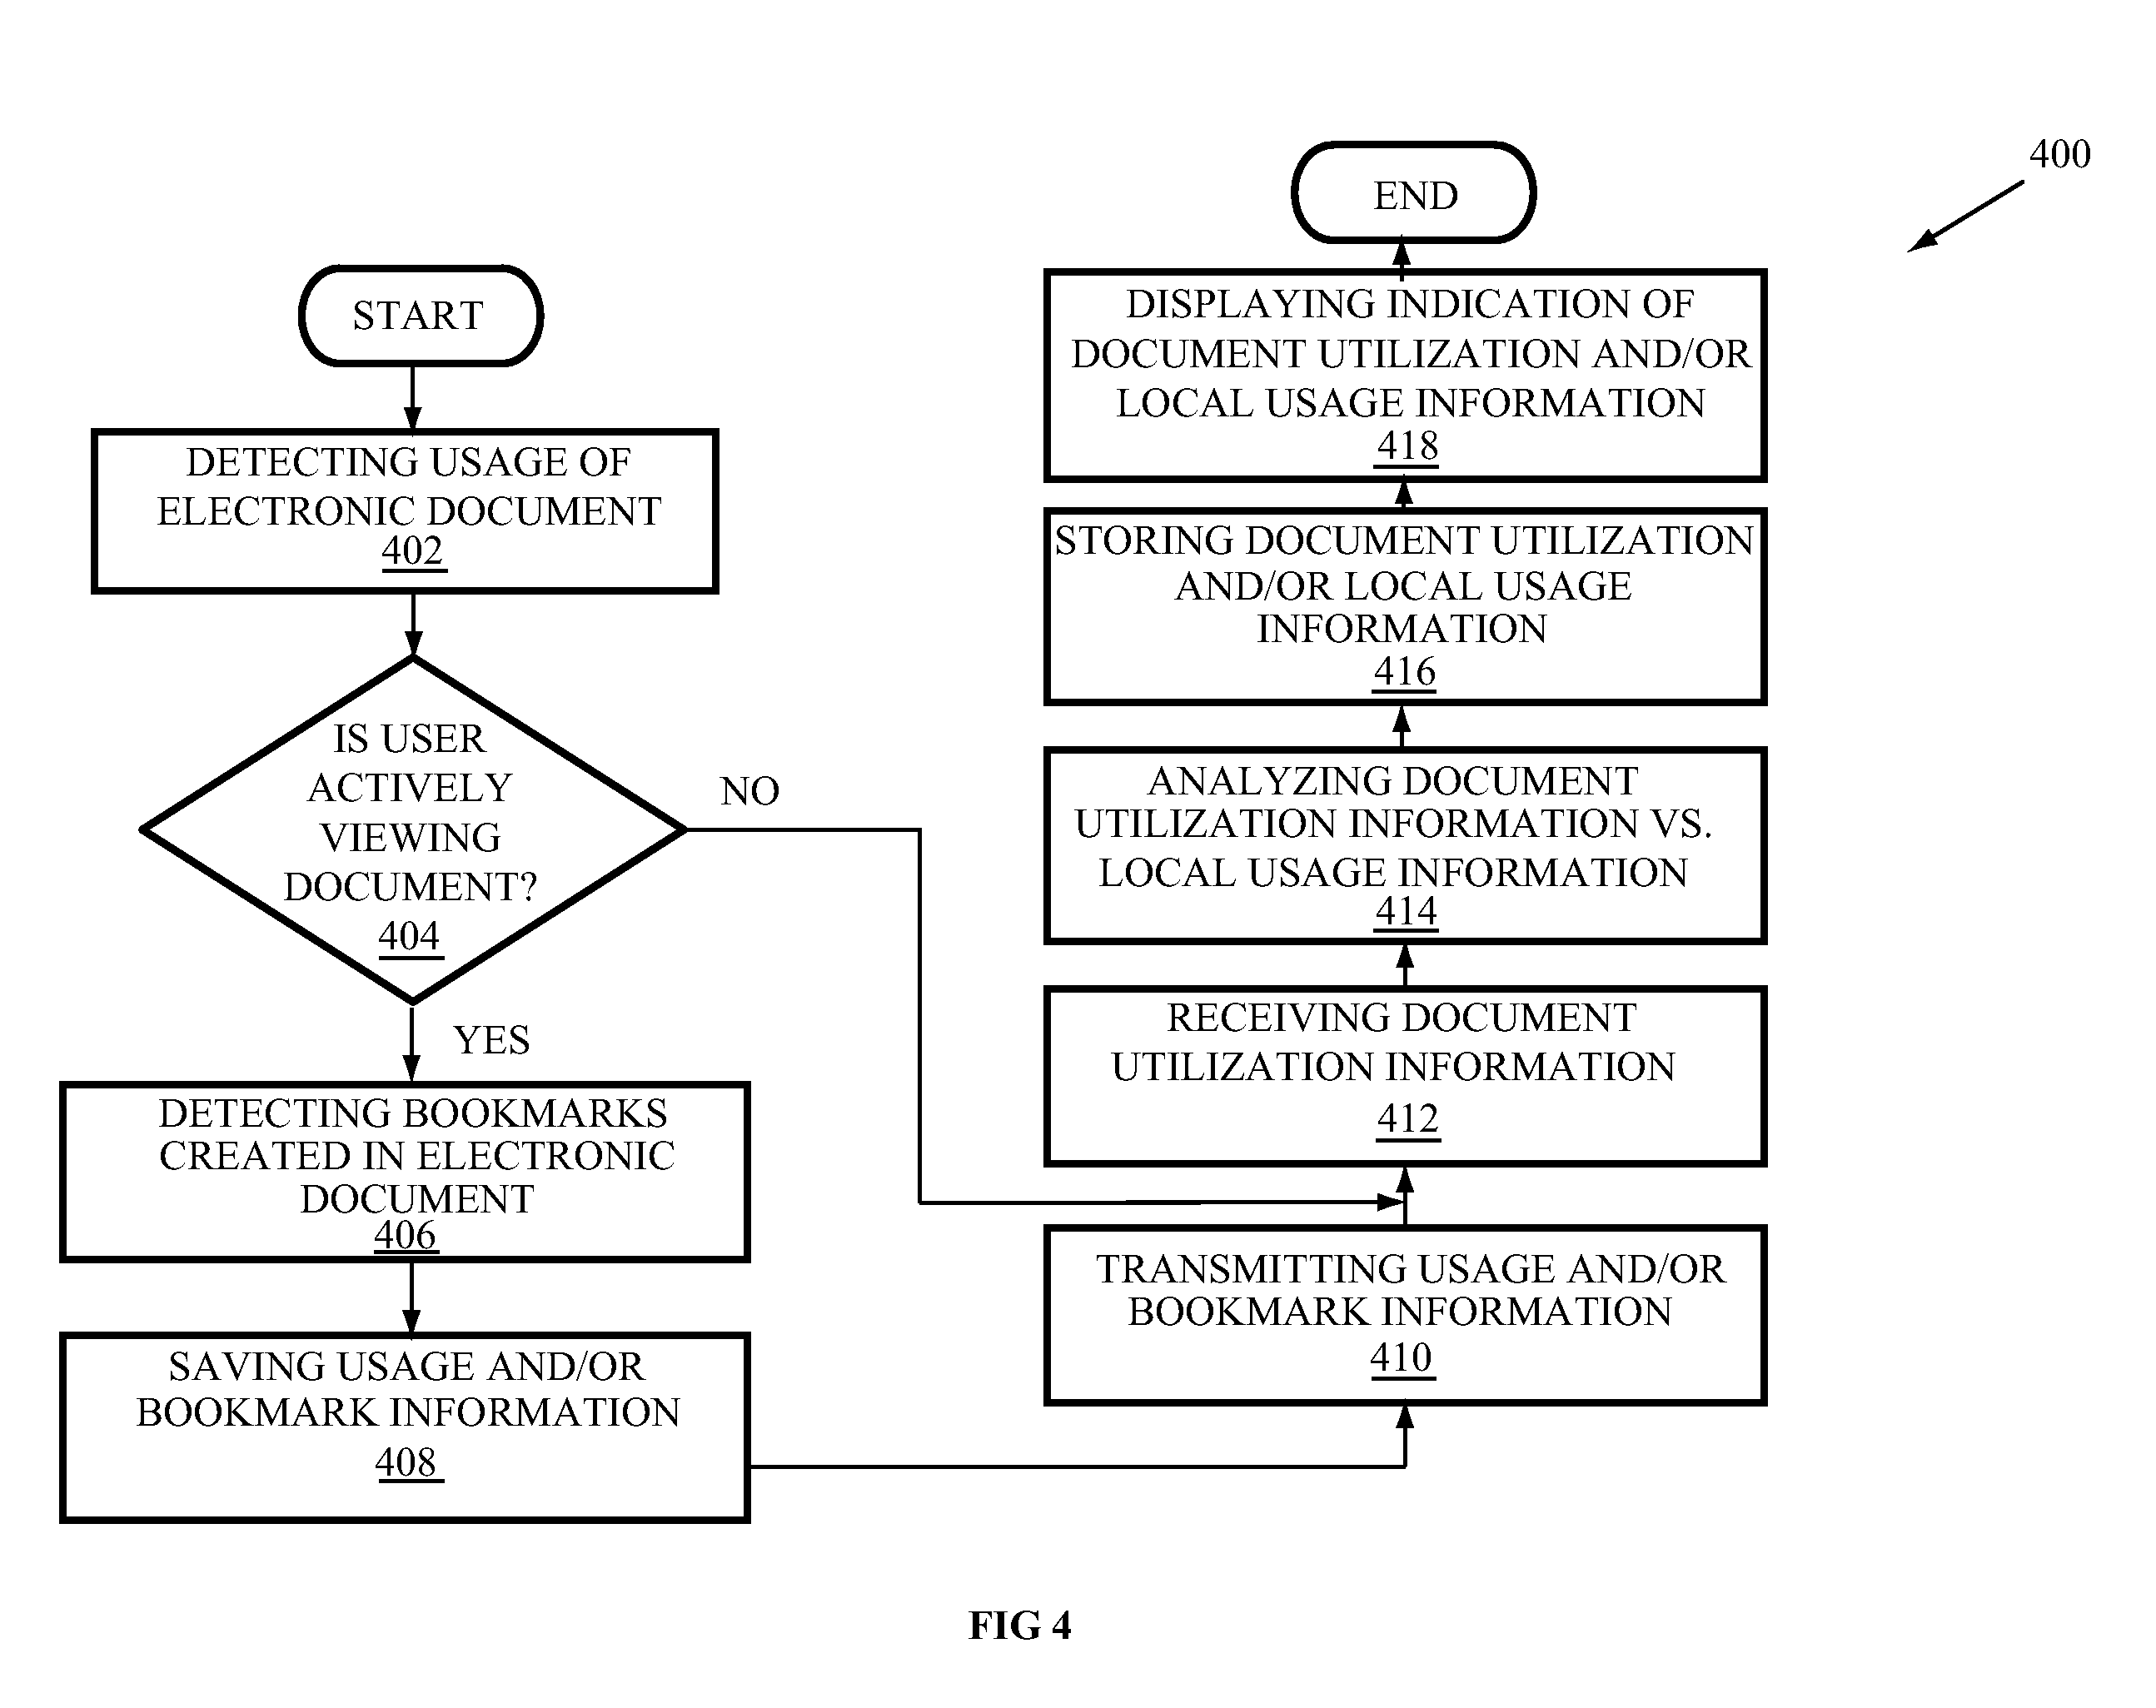 START
DETECTING USAGE OF
ELECTRONIC DOCUMENT
402
IS USER
ACTIVELY
VIEWING
DOCUMENT?
404
NO
YES
DETECTING BOOKMARKS
CREATED IN ELECTRONIC
DOCUMENT
406
SAVING USAGE AND/OR
BOOKMARK INFORMATION
408
400
END
DISPLAYING INDICATION OF
DOCUMENT UTILIZATION AND/OR
LOCAL USAGE INFORMATION
418
STORING DOCUMENT UTILIZATION
AND/OR LOCAL USAGE
INFORMATION
416
ANALYZING DOCUMENT
UTILIZATION INFORMATION VS.
LOCAL USAGE INFORMATION
414
RECEIVING DOCUMENT
UTILIZATION INFORMATION
412
TRANSMITTING USAGE AND/OR
BOOKMARK INFORMATION
410
FIG 4